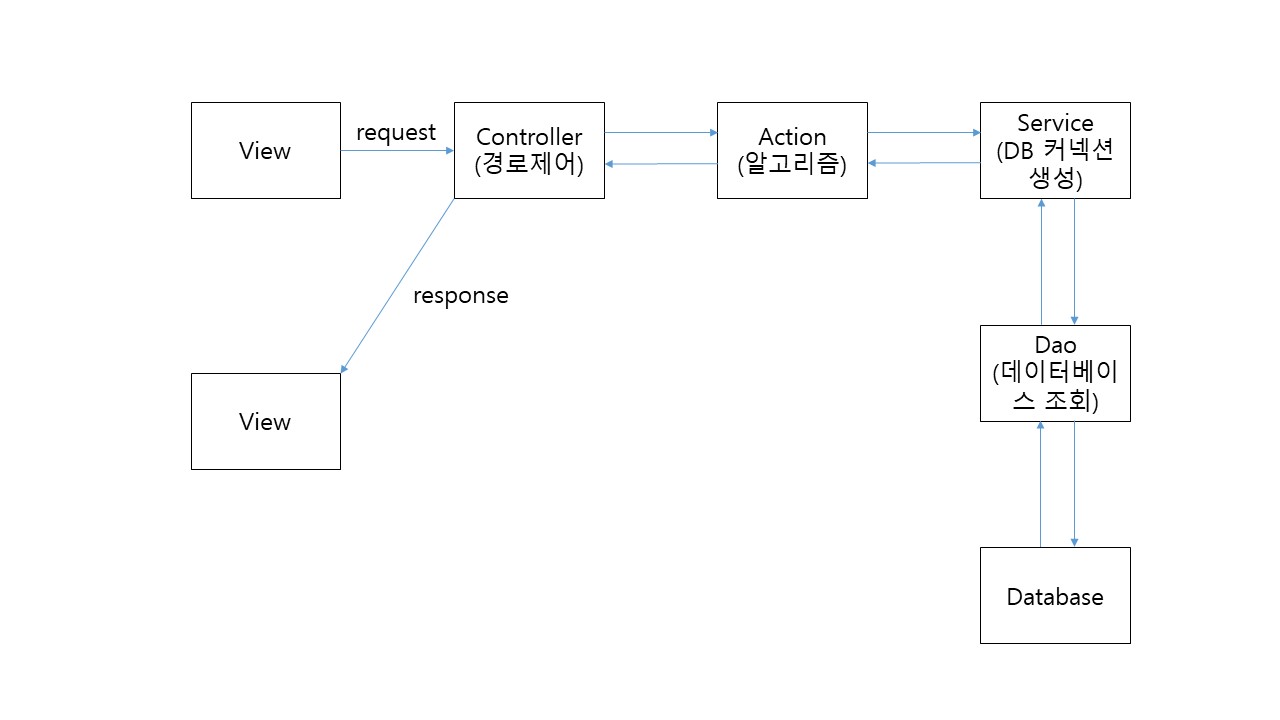 View
request
Controller
(경로제어)
Action
(알고리즘)
Service
(DB 커넥션
생성)
response
Dao
(데이터베이
스 조회)
View
Database